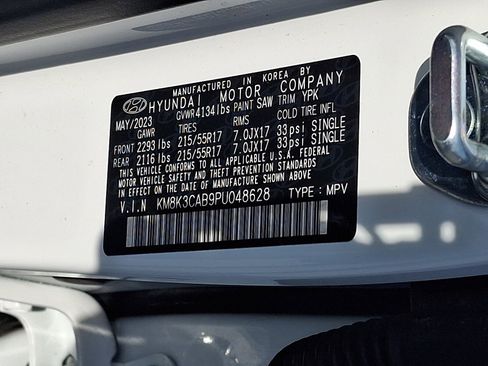 MANUFACTURED IN KOREA BY
HYUNDAI MOTOR COMPANY
MAY/2023 GVWR 4134 lbs PAINT SAW TRIM YPK
GAWR TIRES RIMS COLD TIRE INFL
FRONT 2293 lbs 215/55R17 7.0JX17 33psi SINGLE
REAR 2116 lbs 215/55R17 7.0JX17 33psi SINGLE
THIS VEHICLE CONFORMS TO ALL APPLICABLE U.S.A. FEDERAL
MOTOR VEHICLE SAFETY AND THEFT PREVENTION STANDARDS
IN EFFECT ON THE DATE OF MANUFACTURE SHOWN ABOVE
V.I.N KM8K3CAB9PU048628 TYPE : MPV